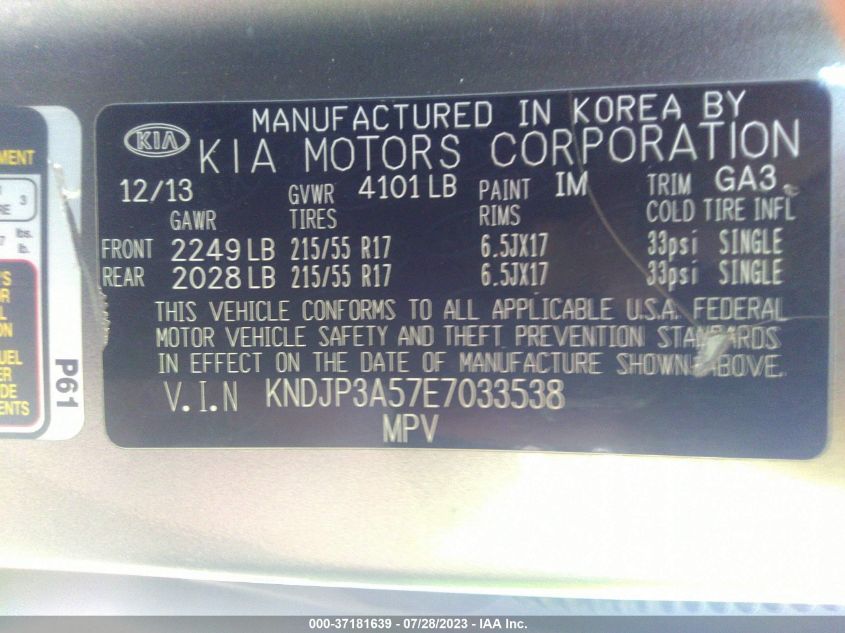 MANUFACTURED IN KOREA BY
KIA KIA MOTORS CORPORATION
12/13 GVWR 4101 LB PAINT IM TRIM GA3
GAWR TIRES RIMS COLD TIRE INFL
FRONT 2249 LB 215/55 R17 6.5JX17 33psi SINGLE
REAR 2028 LB 215/55 R17 6.5JX17 33psi SINGLE
THIS VEHICLE CONFORMS TO ALL APPLICABLE U.S.A. FEDERAL
MOTOR VEHICLE SAFETY AND THEFT PREVENTION STANDARDS
IN EFFECT ON THE DATE OF MANUFACTURE SHOWN ABOVE.
V.I.N KNDJP3A57E7033538
MPV
3
lbs.
lb.
P61
000-37181639 / 07/28/2023 / IAA Inc.